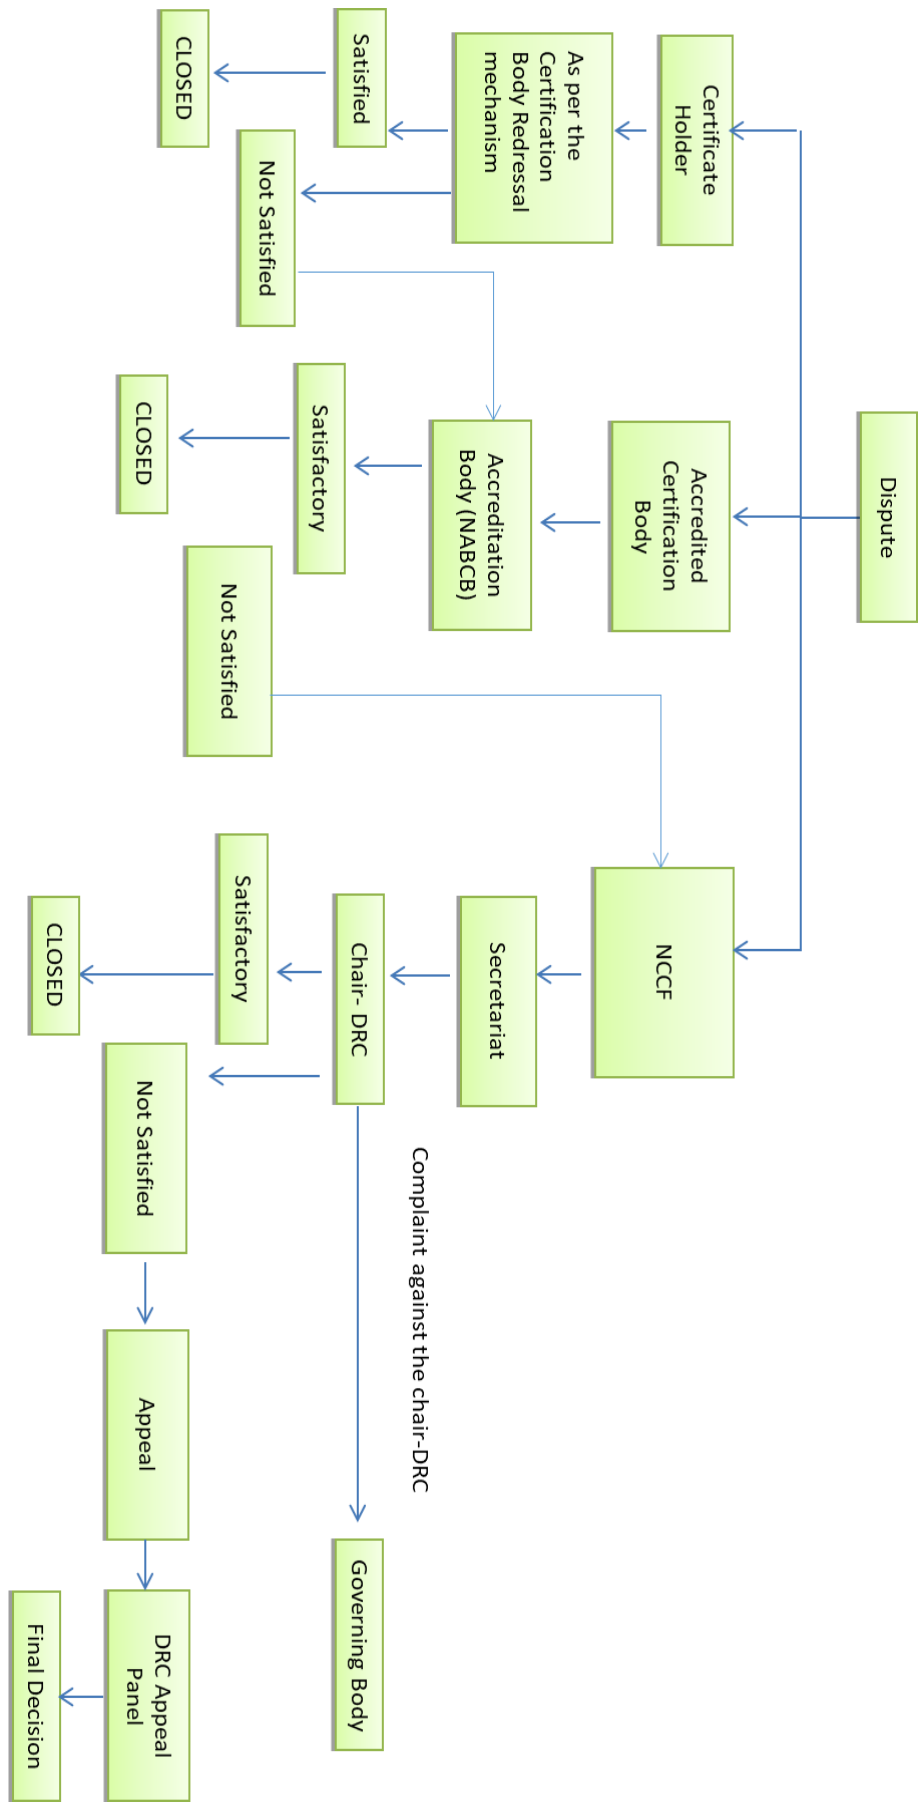 Dispute
Certificate
Holder
Accredited
Certification
Body
NCCF
As per the
Certification
Body Redressal
mechanism
Accreditation
Body (NABCB)
Secretariat
Complaint against the chair-DRC
Satisfied
Not Satisfied
Satisfactory
Chair- DRC
Governing Body
CLOSED
CLOSED
Not Satisfied
Satisfactory
CLOSED
Not Satisfied
Appeal
DRC Appeal
Panel
Final Decision